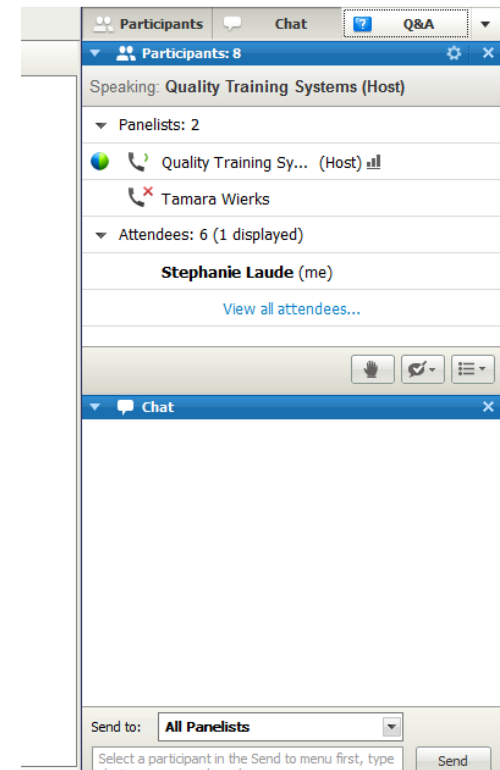 Participants Chat Q&A
Participants: 8
Speaking: Quality Training Systems (Host)
Panelists: 2
Quality Training Sy... (Host)
Tamara Wierks
Attendees: 6 (1 displayed)
Stephanie Laude (me)
View all attendees...
Chat
Send to: All Panelists
Select a participant in the Send to menu first, type
Send